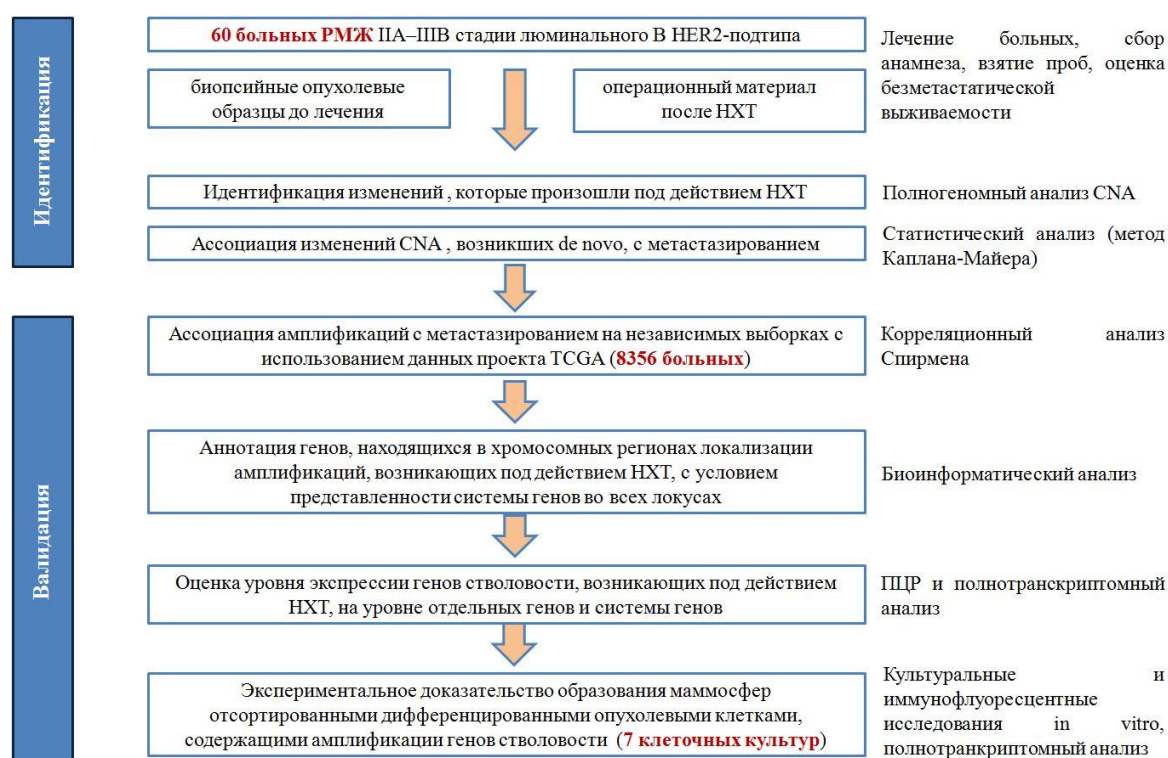 Идентификация
60 больных РМЖ IIA–IIIB стадии люминального B HER2-подтипа
биопсийные опухолевые
образцы до лечения
операционный материал
после НХТ
Лечение больных, сбор
анамнеза, взятие проб, оценка
безметастатической
выживаемости
Идентификация изменений , которые произошли под действием НХТ
Полногеномный анализ CNA
Ассоциация изменений CNA , возникших de novo, с метастазированием
Статистический анализ (метод
Каплана-Майера)
Валидация
Ассоциация амплификаций с метастазированием на независимых выборках с
использованием данных проекта TCGA (8356 больных)
Корреляционный анализ
Спирмена
Аннотация генов, находящихся в хромосомных регионах локализации
амплификаций, возникающих под действием НХТ, с условием
представленности системы генов во всех локусах
Биоинформатический анализ
Оценка уровня экспрессии генов стволовости, возникающих под действием
НХТ, на уровне отдельных генов и системы генов
ПЦР и полнотранскриптомный
анализ
Экспериментальное доказательство образования маммосфер
отсортированными дифференцированными опухолевыми клетками,
содержащими амплификации генов стволовости (7 клеточных культур)
Культуральные и
иммунофлуоресцентные
исследования in vitro,
полнотранкриптомный анализ